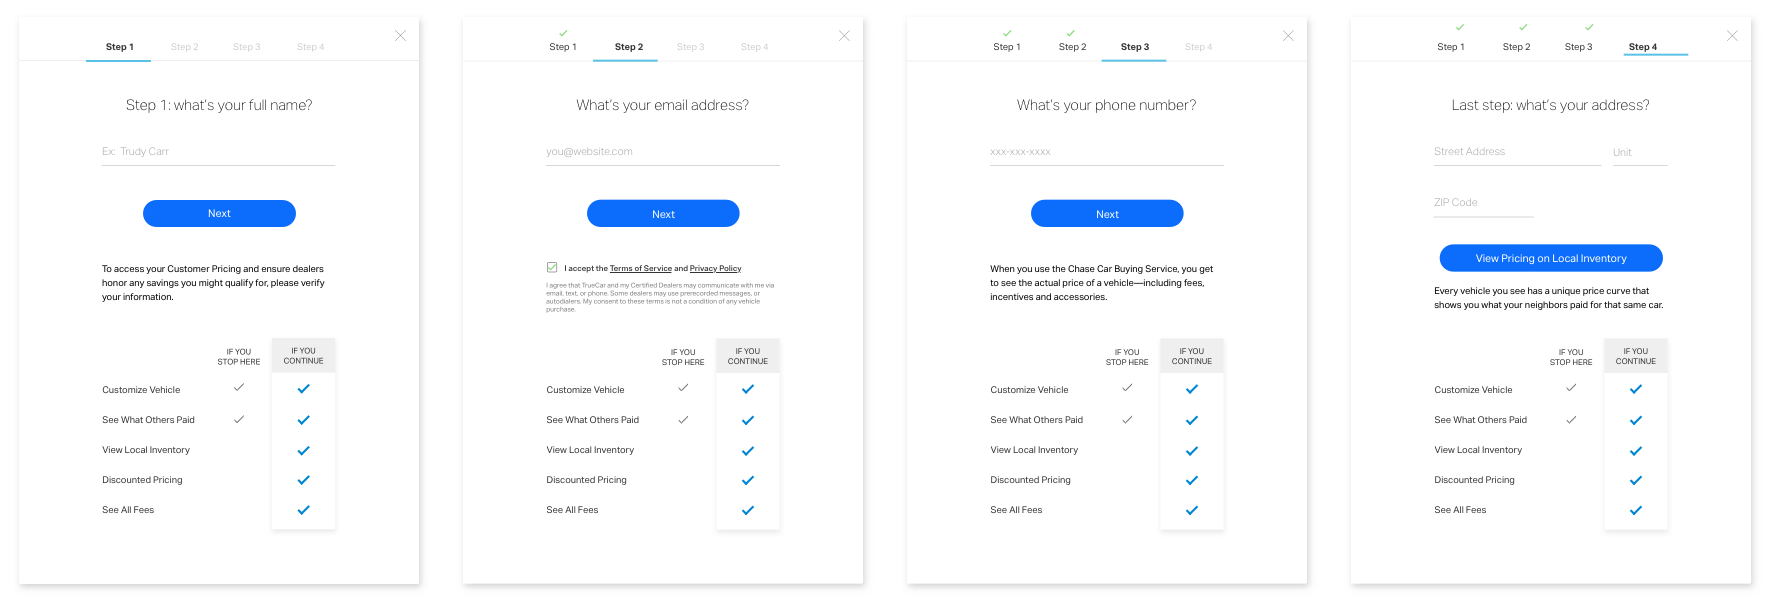 Step 1 Step 2 Step 3 Step 4
Step 1: what's your full name?
Ex: Trudy Carr
Next
To access your Customer Pricing and ensure dealers
honor any savings you might qualify for, please verify
your information.
IF YOU
STOP HERE
IF YOU
CONTINUE
Customize Vehicle
See What Others Paid
View Local Inventory
Discounted Pricing
See All Fees
Step 1 Step 2 Step 3 Step 4
What's your email address?
you@website.com
Next
I accept the Terms of Service and Privacy Policy
I agree that TrueCar and my Certified Dealers may communicate with me via
email, text, or phone. Some dealers may use prerecorded messages, or
autodialers. My consent to these terms is not a condition of any vehicle
purchase.
IF YOU
STOP HERE
IF YOU
CONTINUE
Customize Vehicle
See What Others Paid
View Local Inventory
Discounted Pricing
See All Fees
Step 1 Step 2 Step 3 Step 4
What's your phone number?
xxx-xxx-xxxx
Next
When you use the Chase Car Buying Service, you get
to see the actual price of a vehicle—including fees,
incentives and accessories.
IF YOU
STOP HERE
IF YOU
CONTINUE
Customize Vehicle
See What Others Paid
View Local Inventory
Discounted Pricing
See All Fees
Step 1 Step 2 Step 3 Step 4
Last step: what's your address?
Street Address Unit
ZIP Code
View Pricing on Local Inventory
Every vehicle you see has a unique price curve that
shows you what your neighbors paid for that same car.
IF YOU
STOP HERE
IF YOU
CONTINUE
Customize Vehicle
See What Others Paid
View Local Inventory
Discounted Pricing
See All Fees